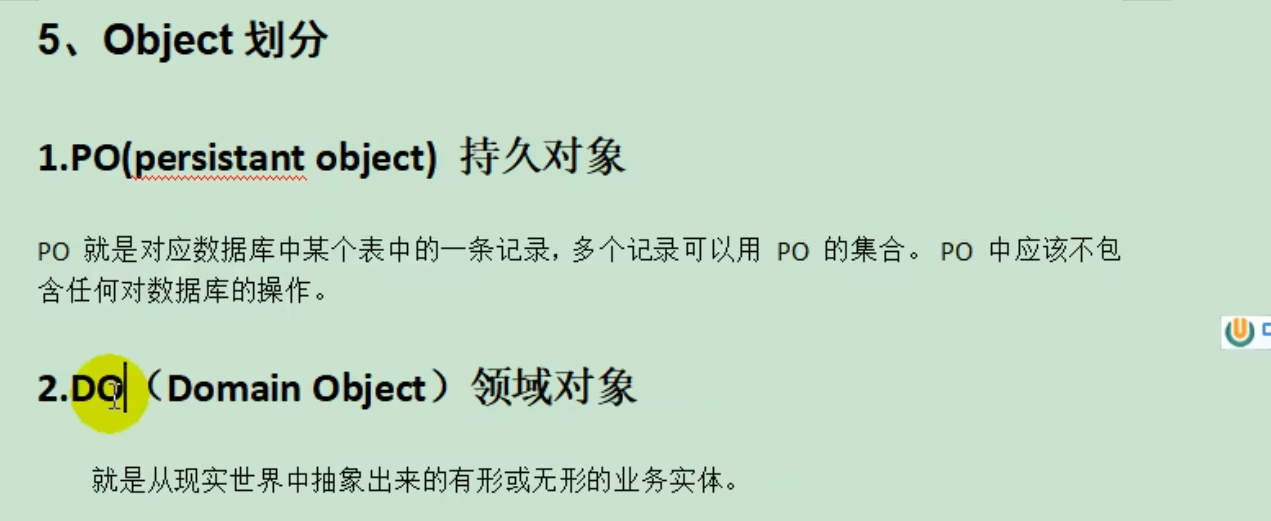 5、Object 划分
1.PO(persistant object) 持久对象
PO 就是对应数据库中某个表中的一条记录，多个记录可以用 PO 的集合。 PO 中应该不包
含任何对数据库的操作。
2.DO（Domain Object）领域对象
就是从现实世界中抽象出来的有形或无形的业务实体。